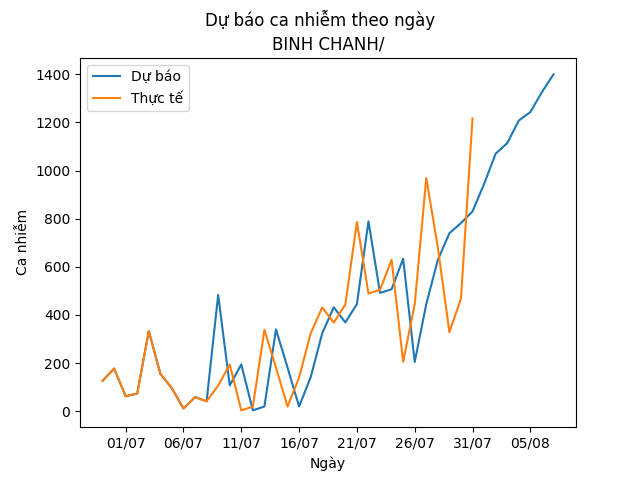 Dự báo ca nhiễm theo ngày
BINH CHANH/
Dự báo
Thực tế
1400
1200
1000
800
600
400
200
0
Ca nhiễm
01/07 06/07 11/07 16/07 21/07 26/07 31/07 05/08
Ngày